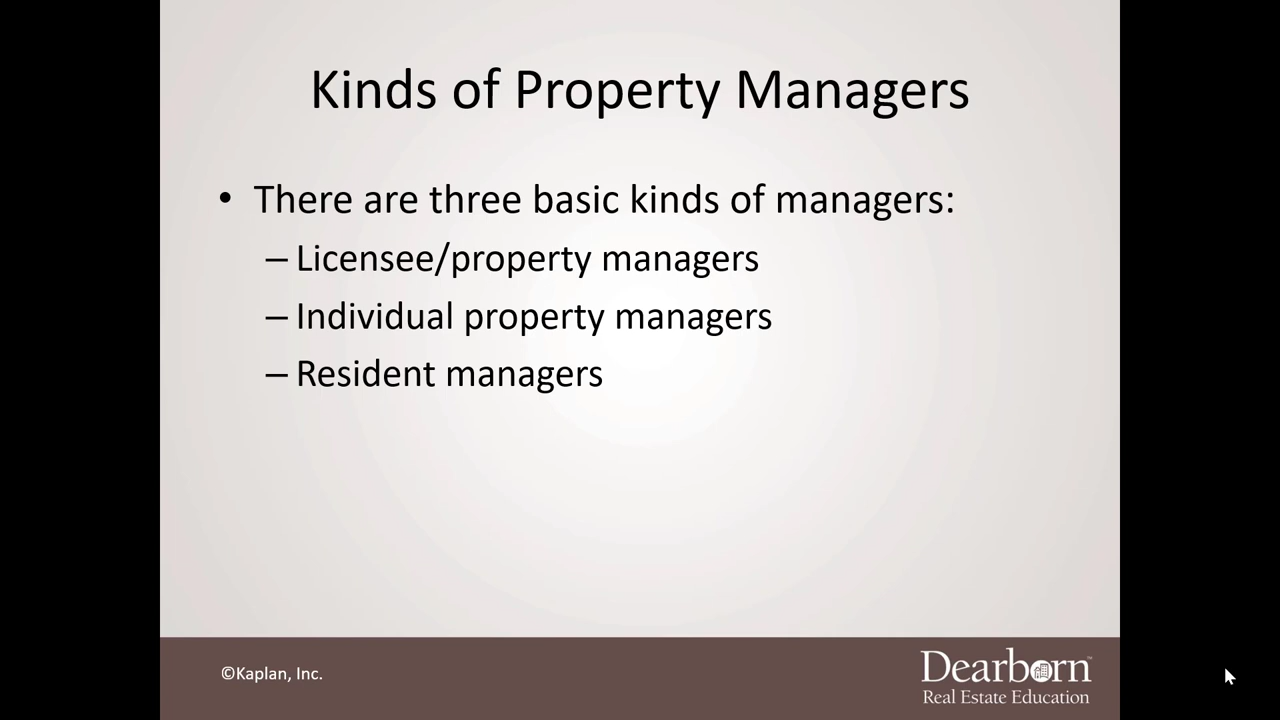 Kinds of Property Managers
• There are three basic kinds of managers:
– Licensee/property managers
– Individual property managers
– Resident managers
©Kaplan, Inc.
Dearborn™
Real Estate Education